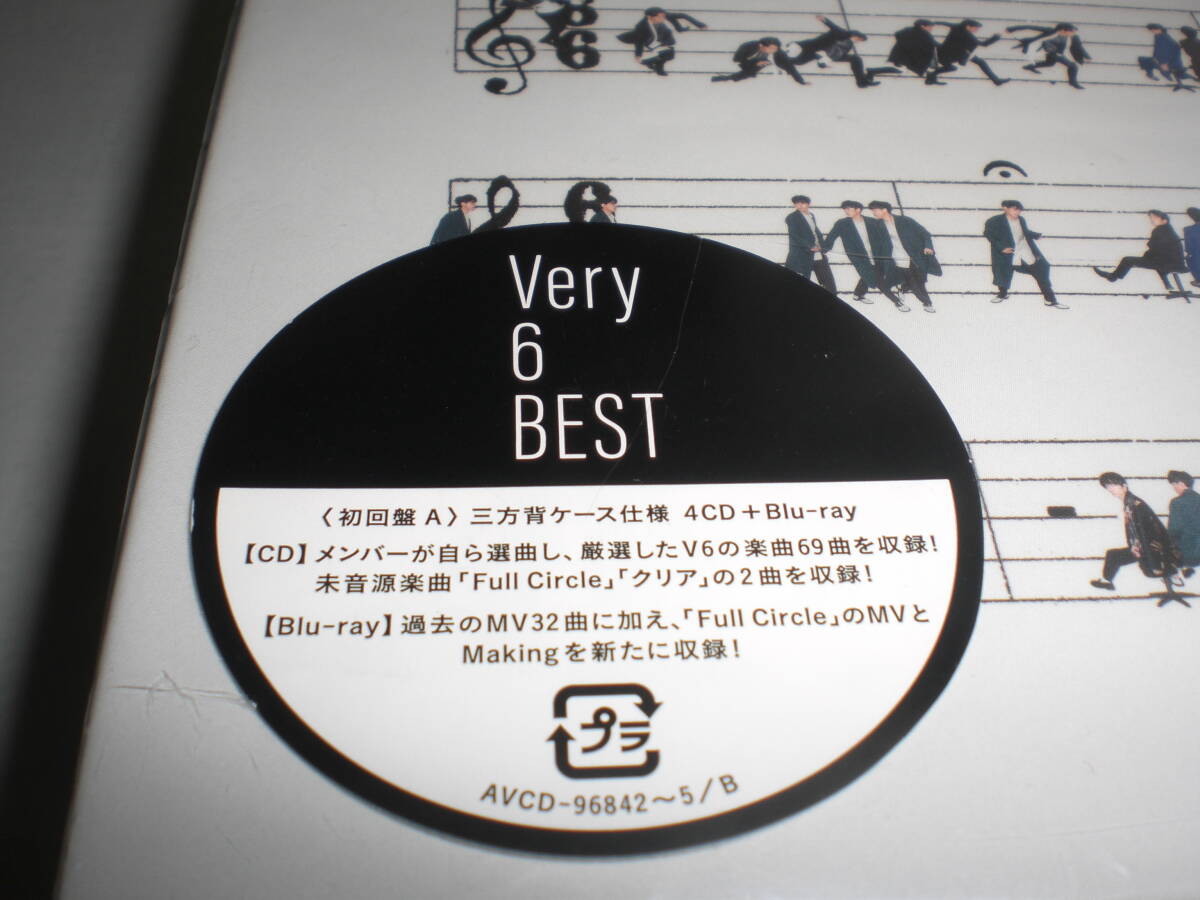 Very
6
BEST
〈初回盤 A〉三方背ケース仕様 4CD＋Blu-ray
【CD】メンバーが自ら選曲し、厳選したV6の楽曲69曲を収録！
未音源楽曲「Full Circle」「クリア」の2曲を収録！
【Blu-ray】過去のMV32曲に加え、「Full Circle」のMVと
Makingを新たに収録！
プラ
AVCD-96842～5/B